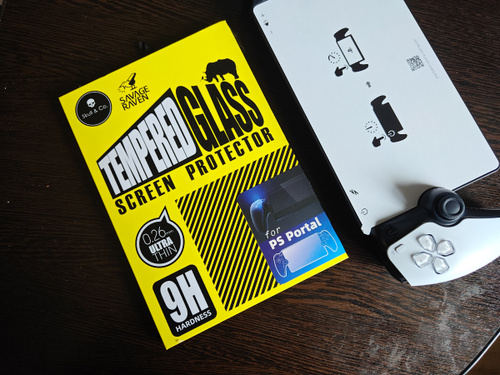 Skull & Co.
SAVAGE
RAVEN
TEMPERED
GLASS
SCREEN PROTECTOR
0.26mm
ULTRA
THIN
for
PS Portal
9H
HARDNESS